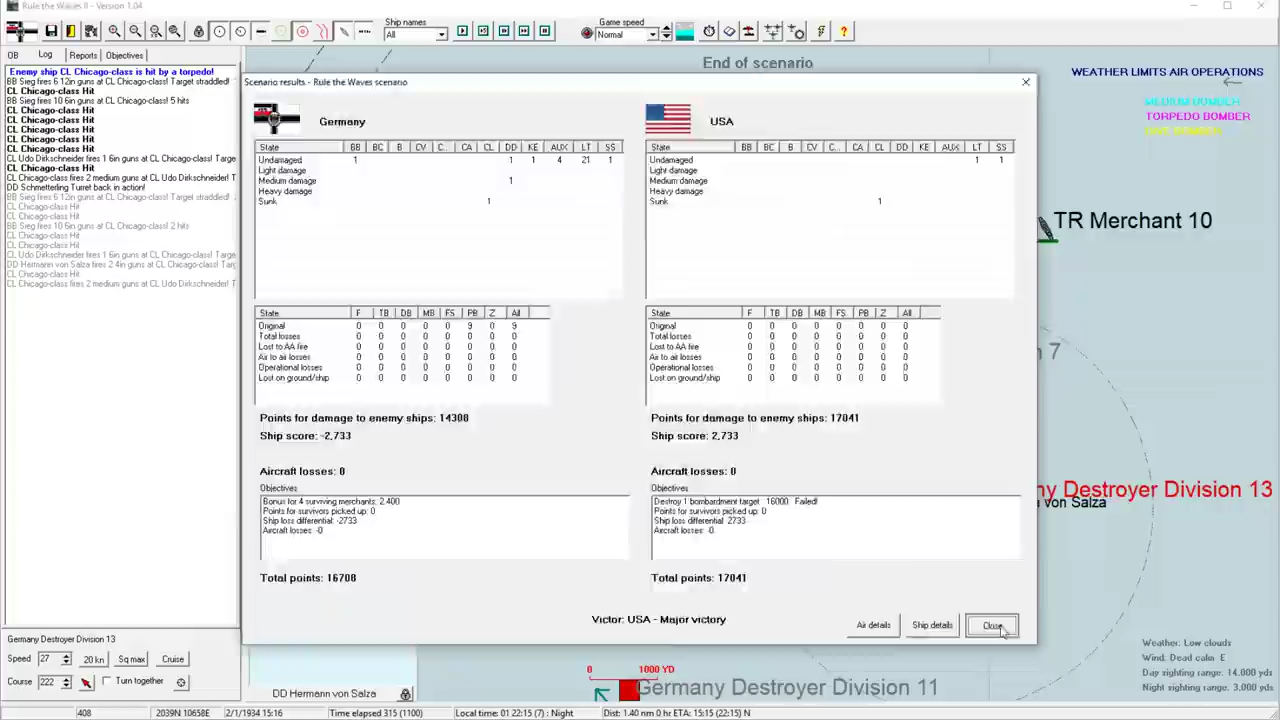 Rule the Waves II - Version 1.04
Ship names
All
Game speed
Normal
OB Log Reports Objectives
Enemy ship CL Chicago-class is hit by a torpedo!
BB Sieg fires 6 12in guns at CL Chicago-class! Target straddled!
CL Chicago-class Hit
BB Sieg fires 10 6in guns at CL Chicago-class! 5 hits
CL Chicago-class Hit
CL Chicago-class Hit
CL Chicago-class Hit
CL Chicago-class Hit
CL Chicago-class Hit
CL Udo Dirkschneider fires 1 6in guns at CL Chicago-class! Targe
CL Chicago-class Hit
CL Chicago-class fires 2 medium guns at CL Udo Dirkschneider! T
DD Schmetterling Turret back in action!
BB Sieg fires 6 12in guns at CL Chicago-class! Target straddled!
CL Chicago-class Hit
CL Chicago-class Hit
BB Sieg fires 10 6in guns at CL Chicago-class! 2 hits
CL Chicago-class Hit
CL Chicago-class Hit
CL Udo Dirkschneider fires 1 6in guns at CL Chicago-class! Targe
DD Hermann von Salza fires 2 4in guns at CL Chicago-class! Targ
CL Chicago-class Hit
CL Chicago-class fires 2 medium guns at CL Udo Dirkschneider! T
End of scenario
WEATHER LIMITS AIR OPERATIONS
MEDIUM BOMBER
TORPEDO BOMBER
DIVE BOMBER
TR Merchant 10
n 7
ny Destroyer Division 13
n von Salza
Scenario results - Rule the Waves scenario
Germany
State BB BC B CV C.. CA CL DD KE AUX LT SS
Undamaged 1 1 1 4 21 1
Light damage
Medium damage 1
Heavy damage
Sunk 1
State F TB DB MB FS PB Z All
Original 0 0 0 0 0 9 0 9
Total losses 0 0 0 0 0 0 0 0
Lost to AA fire 0 0 0 0 0 0 0 0
Air to air losses 0 0 0 0 0 0 0 0
Operational losses 0 0 0 0 0 0 0 0
Lost on ground/ship 0 0 0 0 0 0 0 0
Points for damage to enemy ships: 14308
Ship score: -2,733
Aircraft losses: 0
Objectives
Bonus for 4 surviving merchants: 2,400
Points for survivors picked up: 0
Ship loss differential: -2733
Aircraft losses: -0
Total points: 16708
USA
State BB BC B CV C... CA CL DD KE AUX LT SS
Undamaged 1 1
Light damage
Medium damage
Heavy damage
Sunk 1
State F TB DB MB FS PB Z All
Original 0 0 0 0 0 0 0 0
Total losses 0 0 0 0 0 0 0 0
Lost to AA fire 0 0 0 0 0 0 0 0
Air to air losses 0 0 0 0 0 0 0 0
Operational losses 0 0 0 0 0 0 0 0
Lost on ground/ship 0 0 0 0 0 0 0 0
Points for damage to enemy ships: 17041
Ship score: 2,733
Aircraft losses: 0
Objectives
Destroy 1 bombardment target 16000 Failed!
Points for survivors picked up: 0
Ship loss differential: 2733
Aircraft losses: -0
Total points: 17041
Victor: USA - Major victory
Air details Ship details Close
Germany Destroyer Division 13
Speed 27 20 kn Sq max Cruise
Course 222 Turn together
DD Hermann von Salza
0 1000 YD
Germany Destroyer Division 11
Weather: Low clouds
Wind: Dead calm E
Day sighting range: 14,000 yds
Night sighting range: 3,000 yds
408 2039N 10658E 2/1/1934 15:16 Time elapsed 315 (1100) Local time: 01 22:15 (7) : Night Dist: 1.40 nm 0 hr ETA: 15:15 (22:15) N